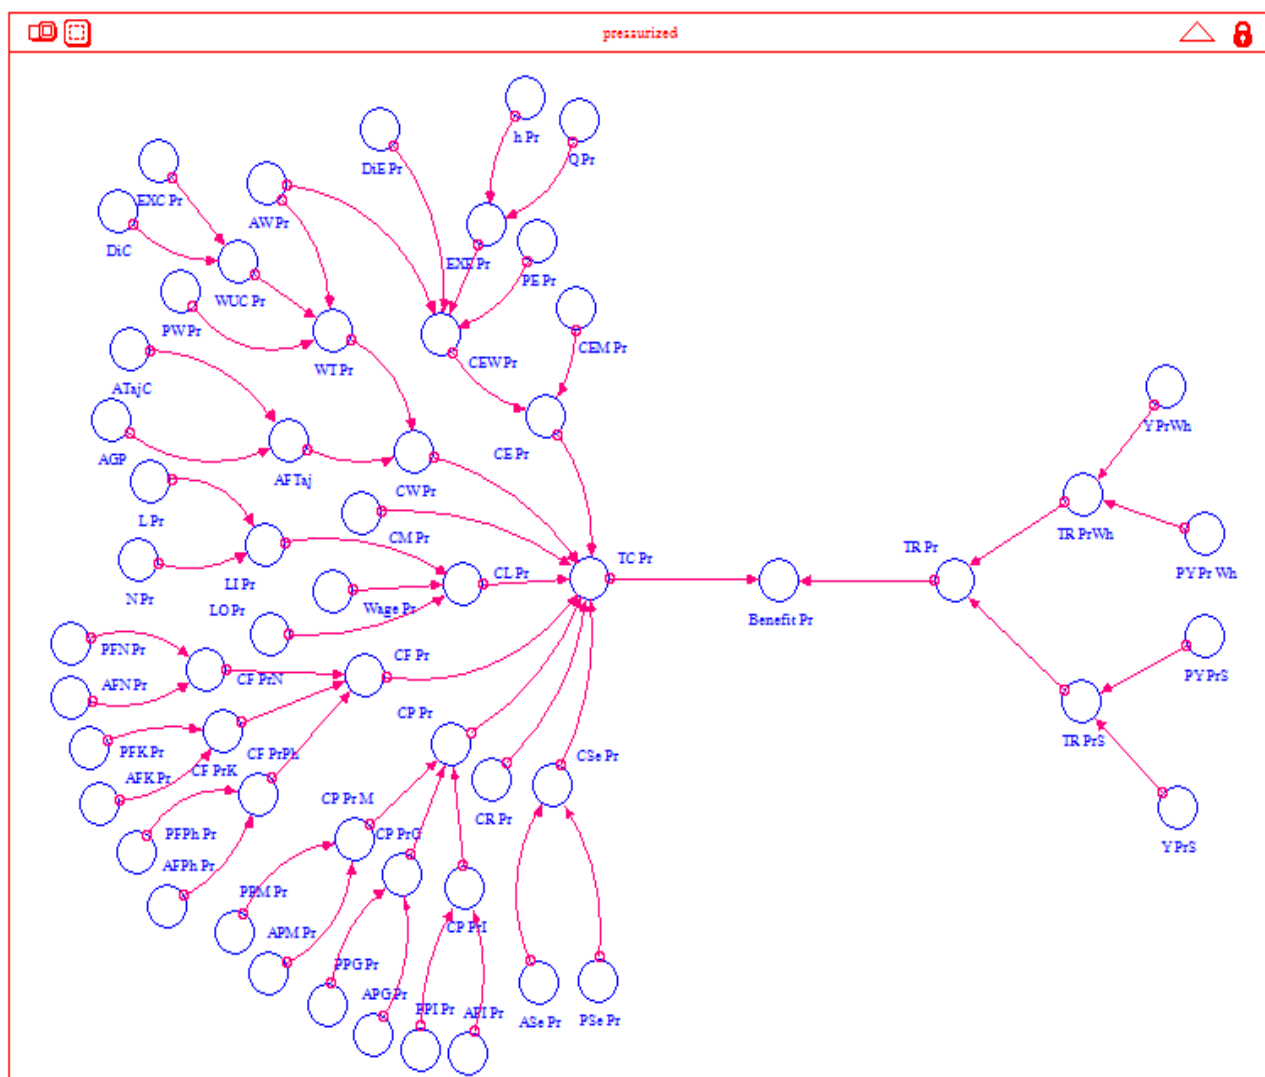 pressurized
h Pr
Q Pr
DiE Pr
EXC Pr
AW Pr
DiC
EXE Pr
PE Pr
WUC Pr
PW Pr
WT Pr
CEW Pr
CEM Pr
ATajC
AGP
AFTaj
CE Pr
CW Pr
Y PrWh
L Pr
CM Pr
TC Pr
TR Pr
TR PrWh
PY Pr Wh
N Pr
LI Pr
CL Pr
LO Pr
Wage Pr
Benefit Pr
PFN Pr
CF PrN
CF Pr
AFN Pr
PY PrS
CP Pr
PFK Pr
CF PrK
CF PrPh
CSe Pr
TR PrS
AFK Pr
CP Pr M
CP PrG
CR Pr
PFPh Pr
AFPh Pr
Y PrS
PPM Pr
APM Pr
CP PrI
PPG Pr
APG Pr
PPI Pr
API Pr
ASe Pr
PSe Pr